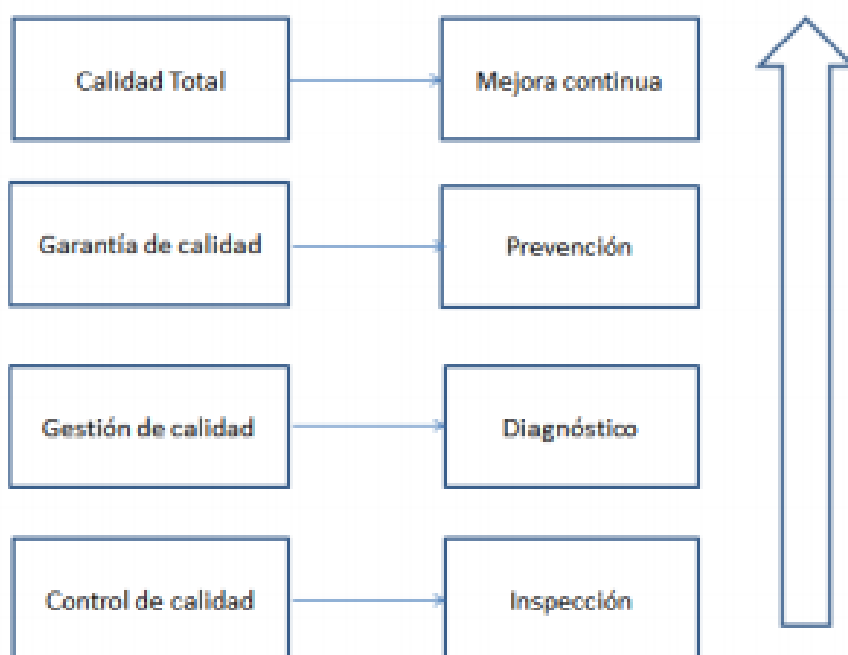 Calidad Total
Mejora continua
Garantía de calidad
Prevención
Gestión de calidad
Diagnóstico
Control de calidad
Inspección